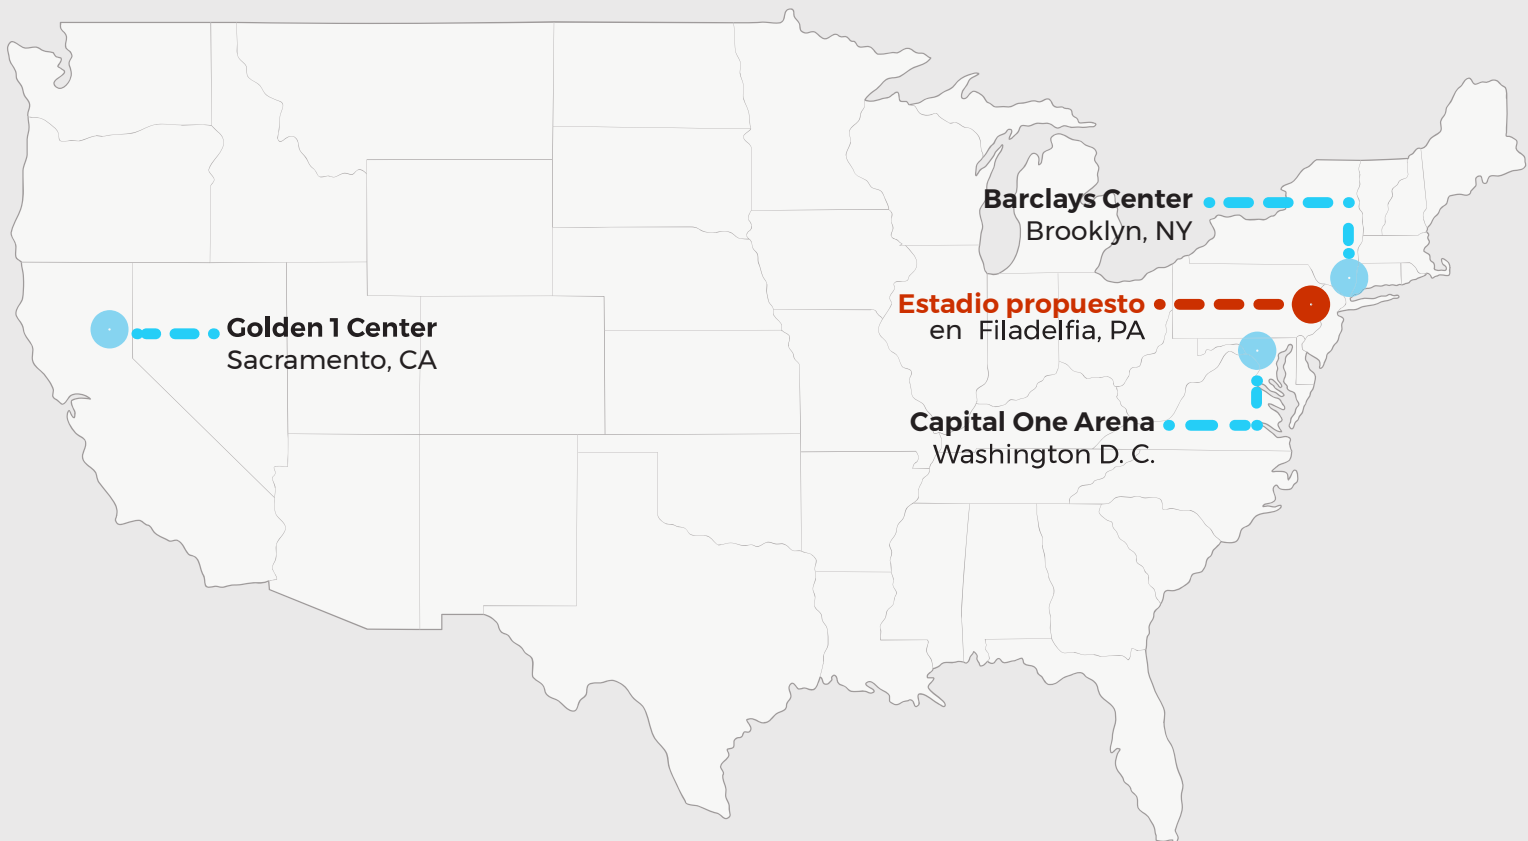 Barclays Center
Brooklyn, NY
Estadio propuesto
en Filadelfia, PA
Golden 1 Center
Sacramento, CA
Capital One Arena
Washington D. C.